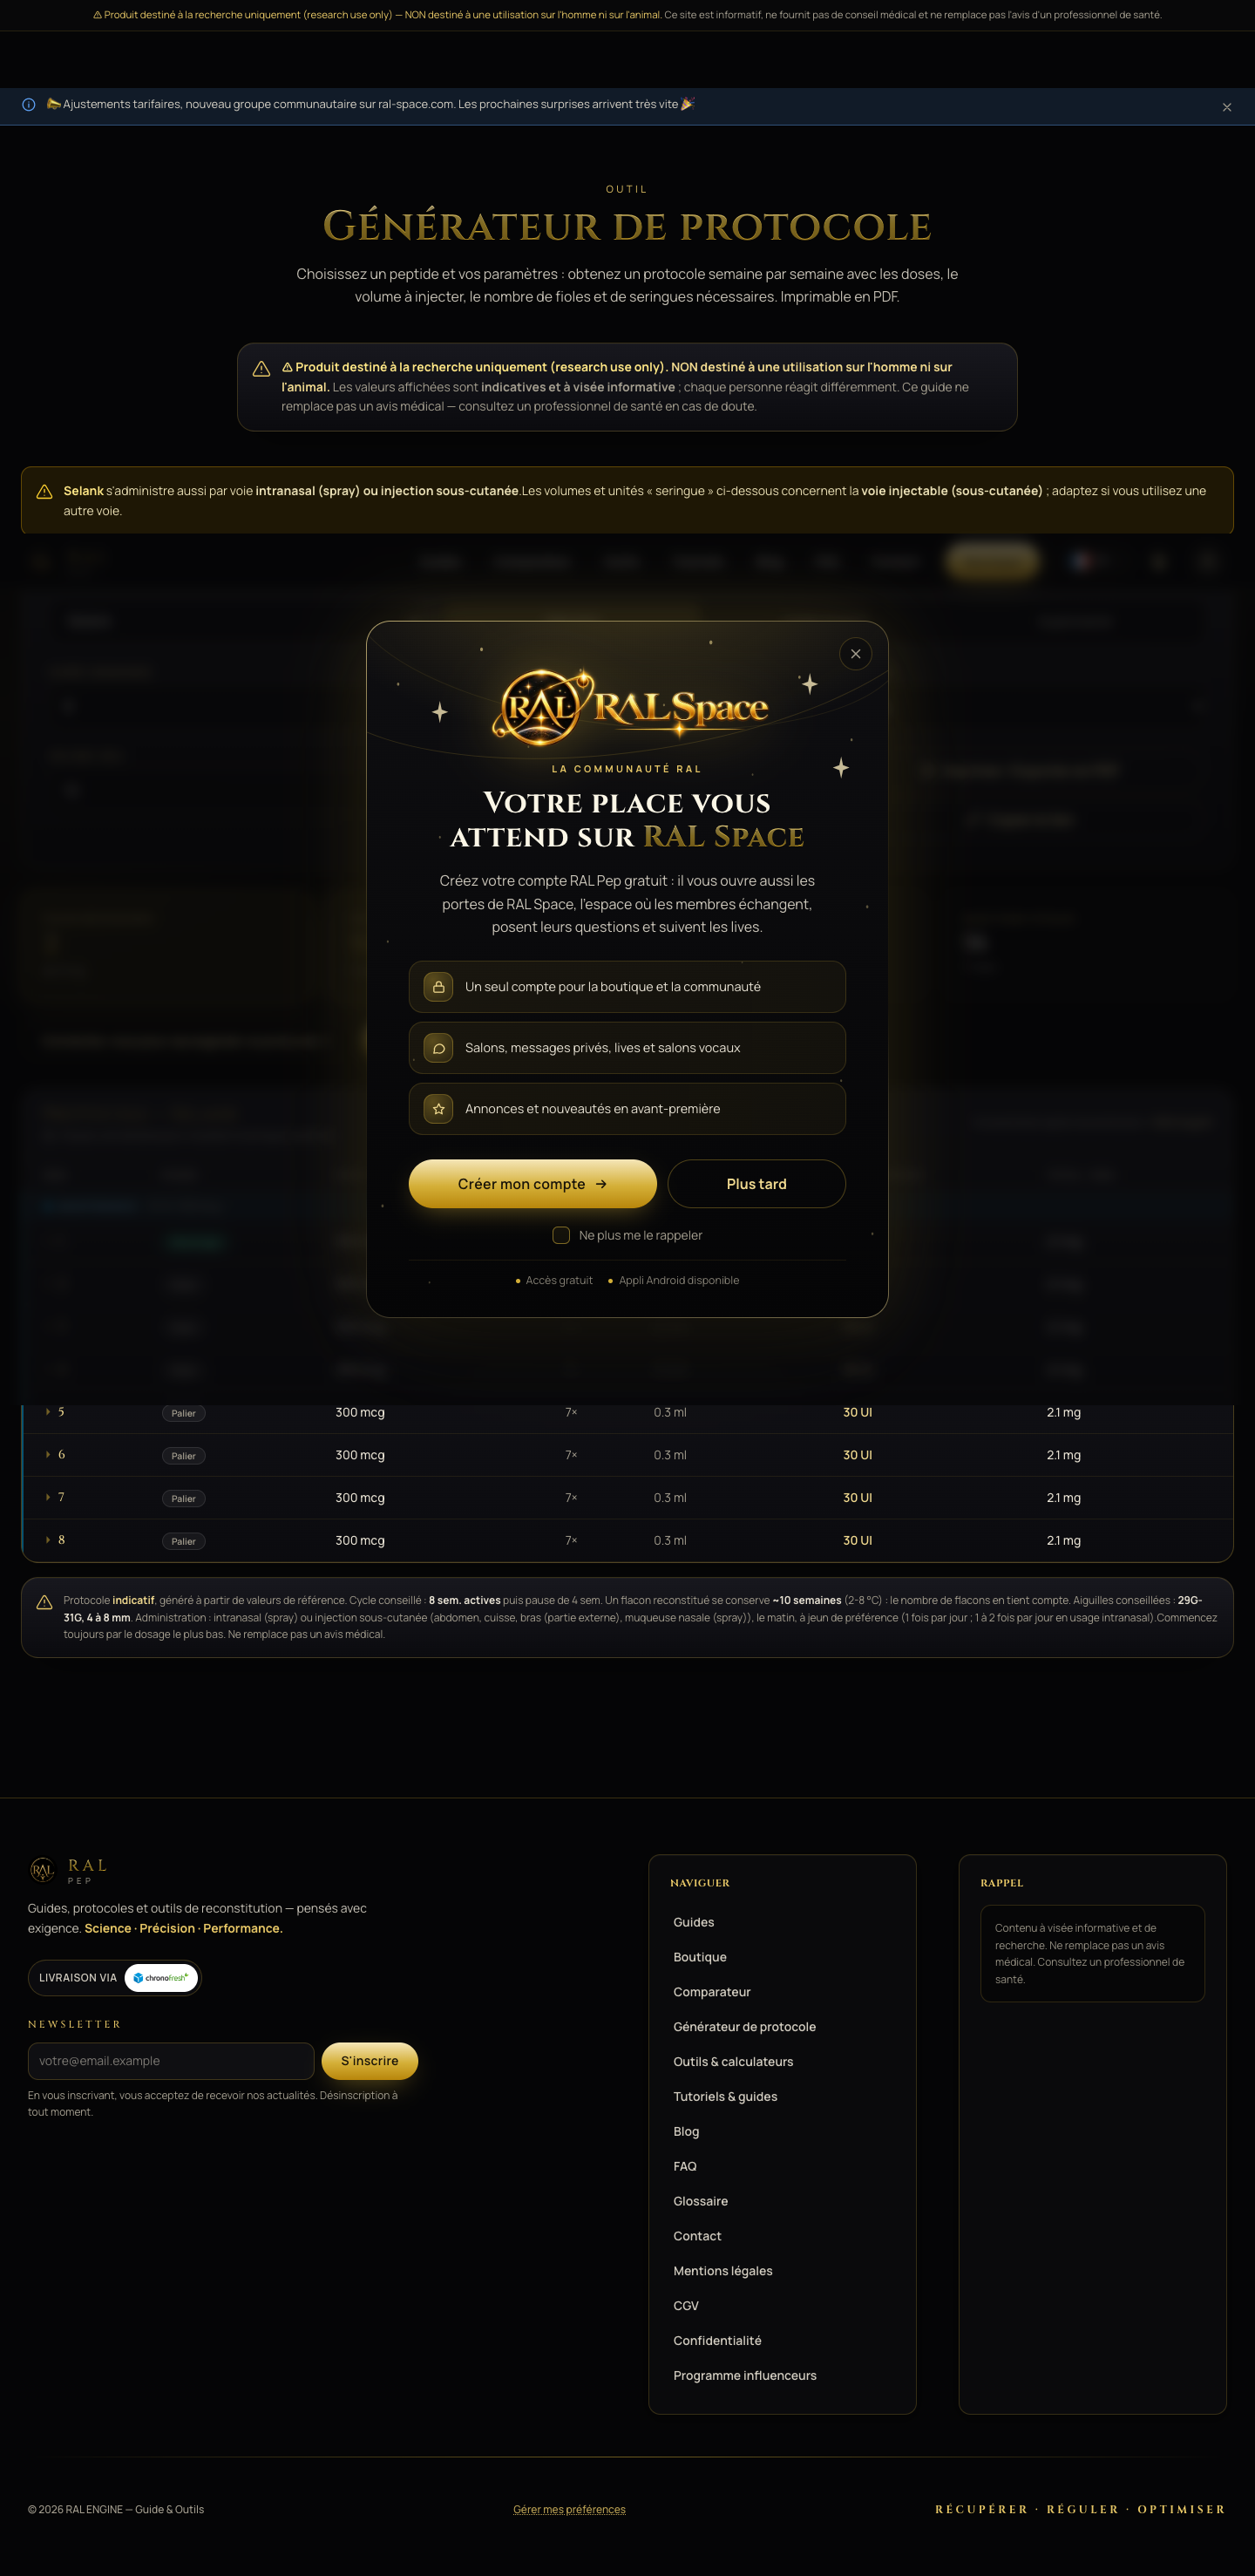 ⚠ Produit destiné à la recherche uniquement (research use only) — NON destiné à une utilisation sur l'homme ni sur l'animal. Ce site est informatif, ne fournit pas de conseil médical et ne remplace pas l'avis d'un professionnel de santé.
Ajustements tarifaires, nouveau groupe communautaire sur ral-space.com. Les prochaines surprises arrivent très vite 🎉
OUTIL
Générateur de protocole
Choisissez un peptide et vos paramètres : obtenez un protocole semaine par semaine avec les doses, le
volume à injecter, le nombre de fioles et de seringues nécessaires. Imprimable en PDF.
⚠ Produit destiné à la recherche uniquement (research use only). NON destiné à une utilisation sur l'homme ni sur
l'animal. Les valeurs affichées sont indicatives et à visée informative ; chaque personne réagit différemment. Ce guide ne
remplace pas un avis médical — consultez un professionnel de santé en cas de doute.
Selank s'administre aussi par voie intranasal (spray) ou injection sous-cutanée.Les volumes et unités « seringue » ci-dessous concernent la voie injectable (sous-cutanée) ; adaptez si vous utilisez une
autre voie.
RAL RAL Space
LA COMMUNAUTÉ RAL
Votre place vous
attend sur RAL Space
Créez votre compte RAL Pep gratuit : il vous ouvre aussi les
portes de RAL Space, l'espace où les membres échangent,
posent leurs questions et suivent les lives.
Un seul compte pour la boutique et la communauté
Salons, messages privés, lives et salons vocaux
Annonces et nouveautés en avant-première
Créer mon compte → Plus tard
Ne plus me le rappeler
Accès gratuit • Appli Android disponible
5 Palier 300 mcg 7× 0.3 ml 30 UI 2.1 mg
6 Palier 300 mcg 7× 0.3 ml 30 UI 2.1 mg
7 Palier 300 mcg 7× 0.3 ml 30 UI 2.1 mg
8 Palier 300 mcg 7× 0.3 ml 30 UI 2.1 mg
Protocole indicatif, généré à partir de valeurs de référence. Cycle conseillé : 8 sem. actives puis pause de 4 sem. Un flacon reconstitué se conserve ~10 semaines (2-8 °C) : le nombre de flacons en tient compte. Aiguilles conseillées : 29G-
31G, 4 à 8 mm. Administration : intranasal (spray) ou injection sous-cutanée (abdomen, cuisse, bras (partie externe), muqueuse nasale (spray)), le matin, à jeun de préférence (1 fois par jour ; 1 à 2 fois par jour en usage intranasal).Commencez
toujours par le dosage le plus bas. Ne remplace pas un avis médical.
RAL
PEP
Guides, protocoles et outils de reconstitution — pensés avec
exigence. Science · Précision · Performance.
LIVRAISON VIA chronofresh
NEWSLETTER
votre@email.example S'inscrire
En vous inscrivant, vous acceptez de recevoir nos actualités. Désinscription à
tout moment.
NAVIGUER
Guides
Boutique
Comparateur
Générateur de protocole
Outils & calculateurs
Tutoriels & guides
Blog
FAQ
Glossaire
Contact
Mentions légales
CGV
Confidentialité
Programme influenceurs
RAPPEL
Contenu à visée informative et de
recherche. Ne remplace pas un avis
médical. Consultez un professionnel de
santé.
© 2026 RAL ENGINE — Guide & Outils
Gérer mes préférences
RÉCUPÉRER · RÉGULER · OPTIMISER